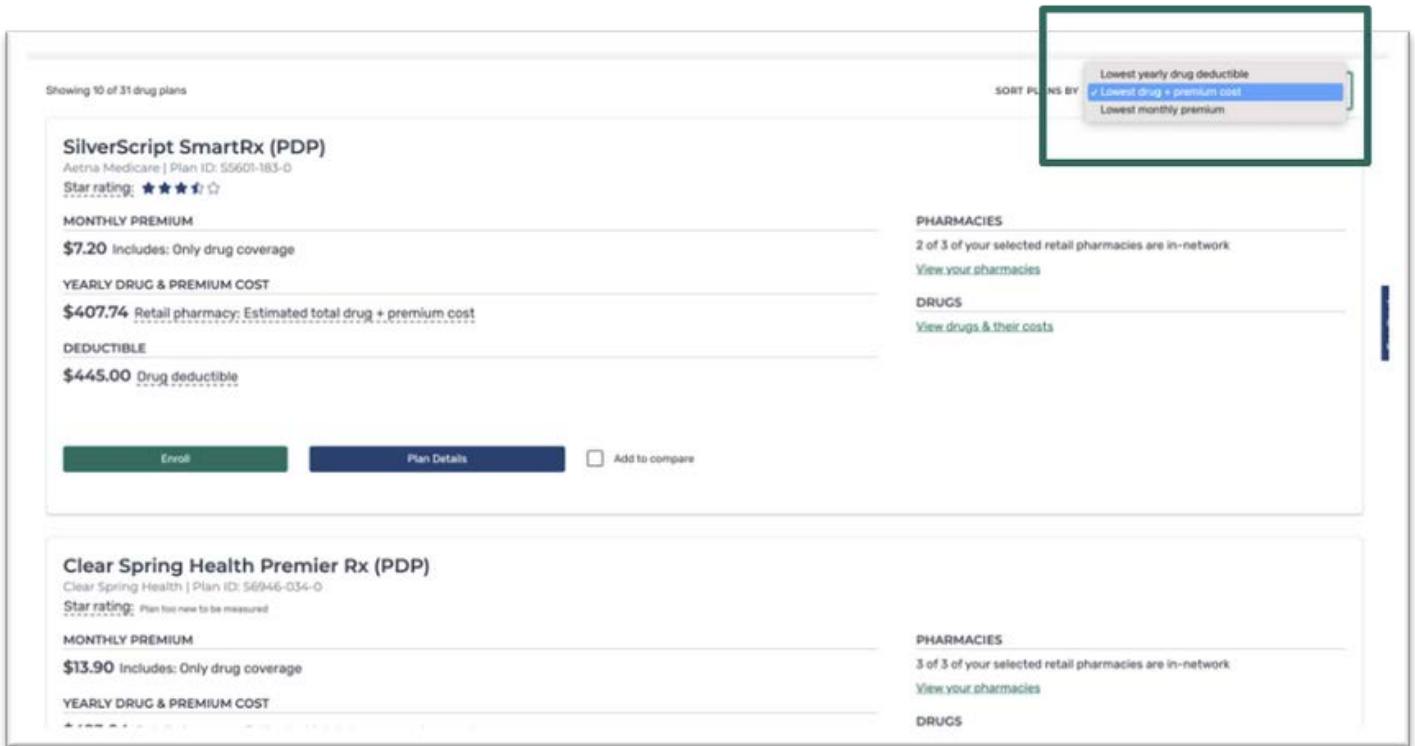 Showing 10 of 31 drug plans
SORT PLANS BY
Lowest yearly drug deductible
✓ Lowest drug + premium cost
Lowest monthly premium
SilverScript SmartRx (PDP)
Aetna Medicare | Plan ID: S5601-183-0
Star rating:
MONTHLY PREMIUM
$7.20 Includes: Only drug coverage
YEARLY DRUG & PREMIUM COST
$407.74 Retail pharmacy: Estimated total drug + premium cost
DEDUCTIBLE
$445.00 Drug deductible
PHARMACIES
2 of 3 of your selected retail pharmacies are in-network
View your pharmacies
DRUGS
View drugs & their costs
Enroll
Plan Details
Add to compare
Clear Spring Health Premier Rx (PDP)
Clear Spring Health | Plan ID: S6946-034-0
Star rating: Plan too new to be measured
MONTHLY PREMIUM
$13.90 Includes: Only drug coverage
YEARLY DRUG & PREMIUM COST
PHARMACIES
3 of 3 of your selected retail pharmacies are in-network
View your pharmacies
DRUGS